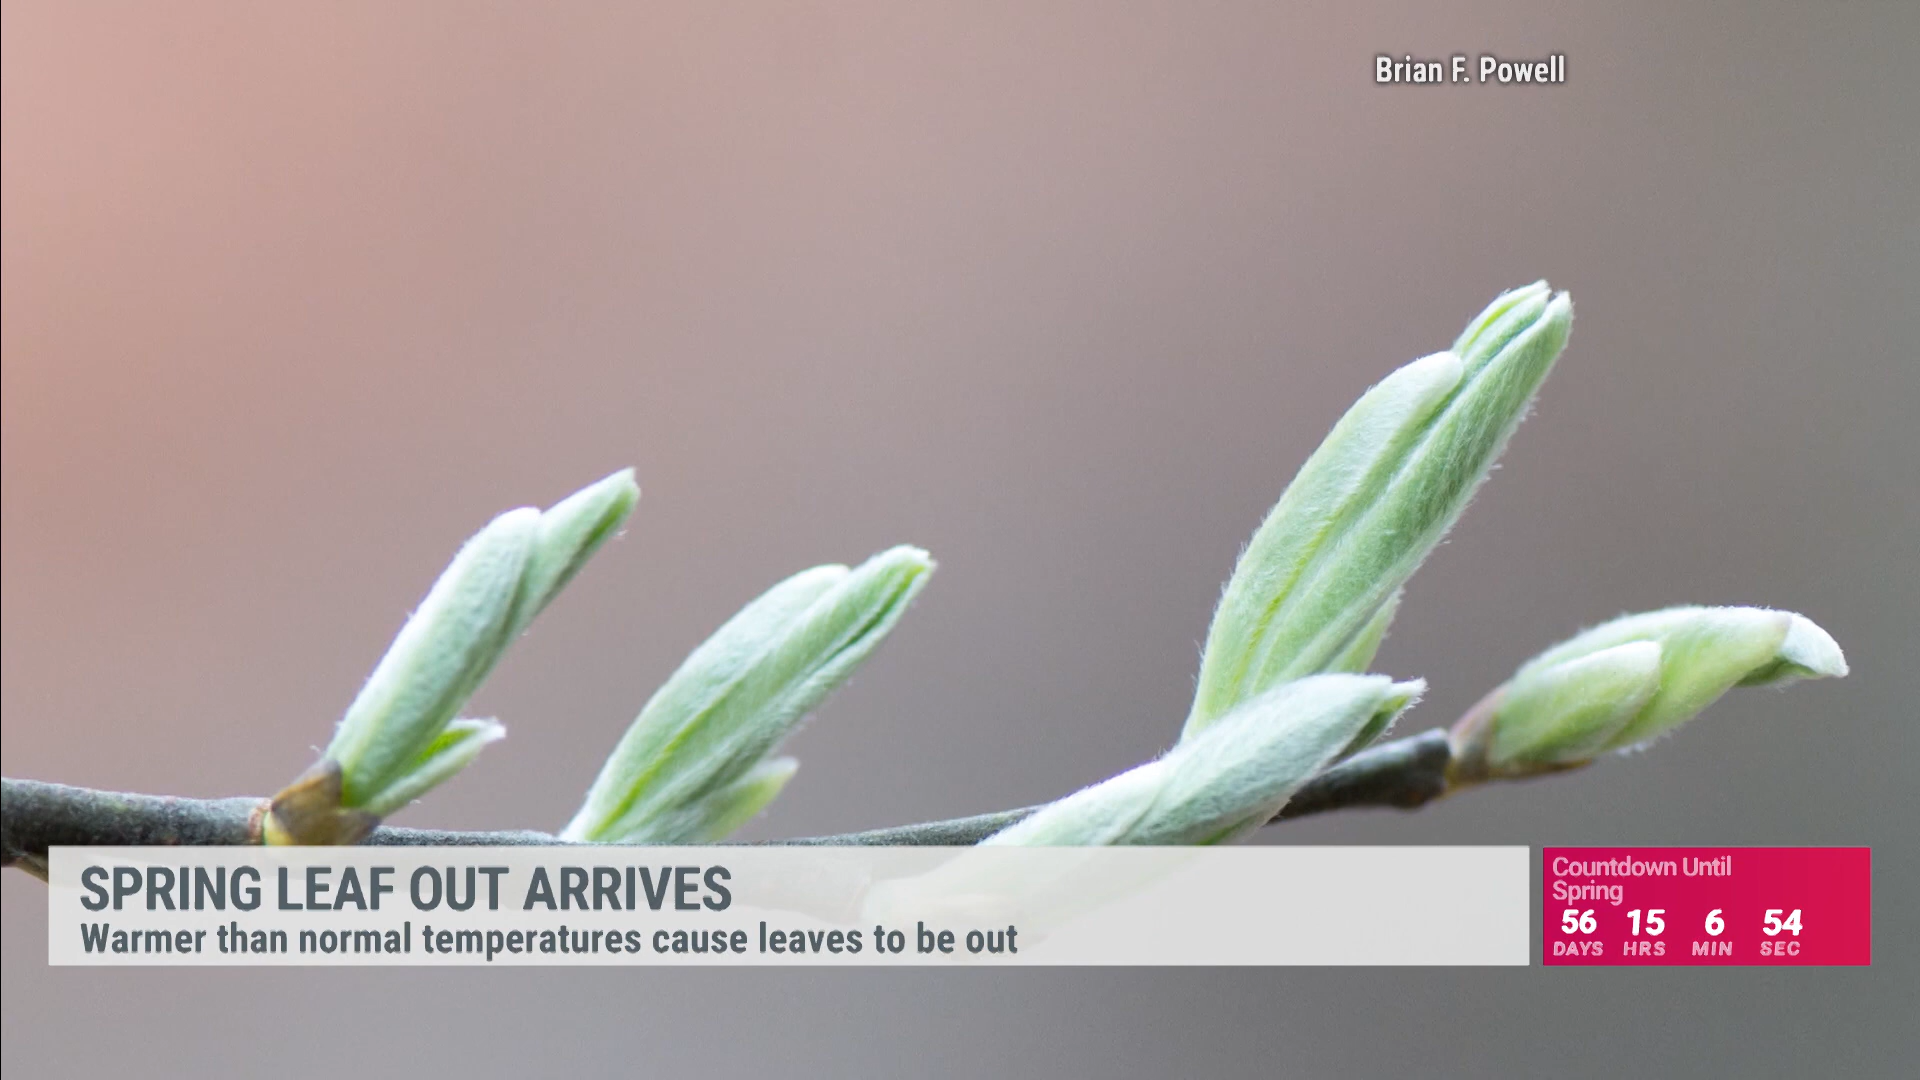 Brian F. Powell
SPRING LEAF OUT ARRIVES
Warmer than normal temperatures cause leaves to be out
Countdown Until
Spring
56 15 6 54
DAYS HRS MIN SEC